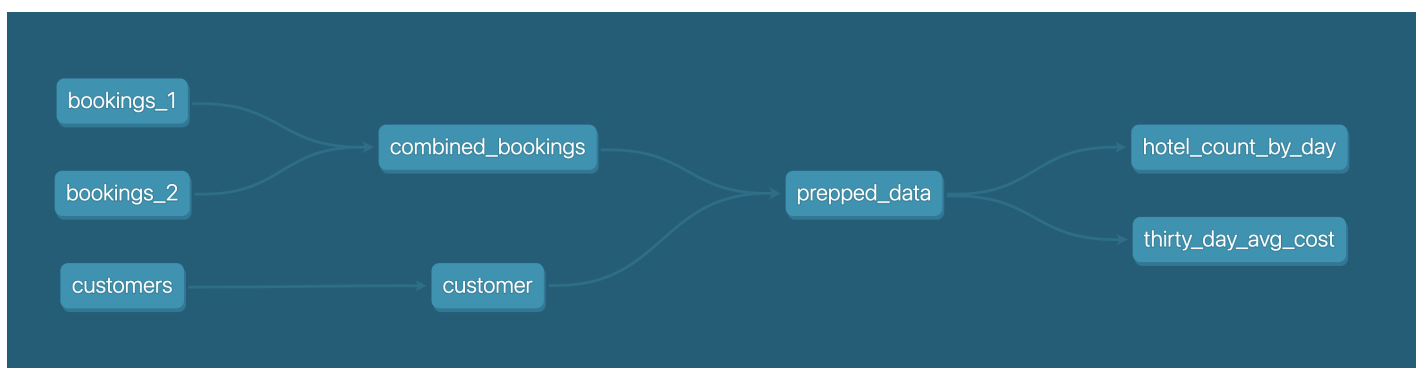 bookings_1
bookings_2
customers
combined_bookings
customer
prepped_data
hotel_count_by_day
thirty_day_avg_cost